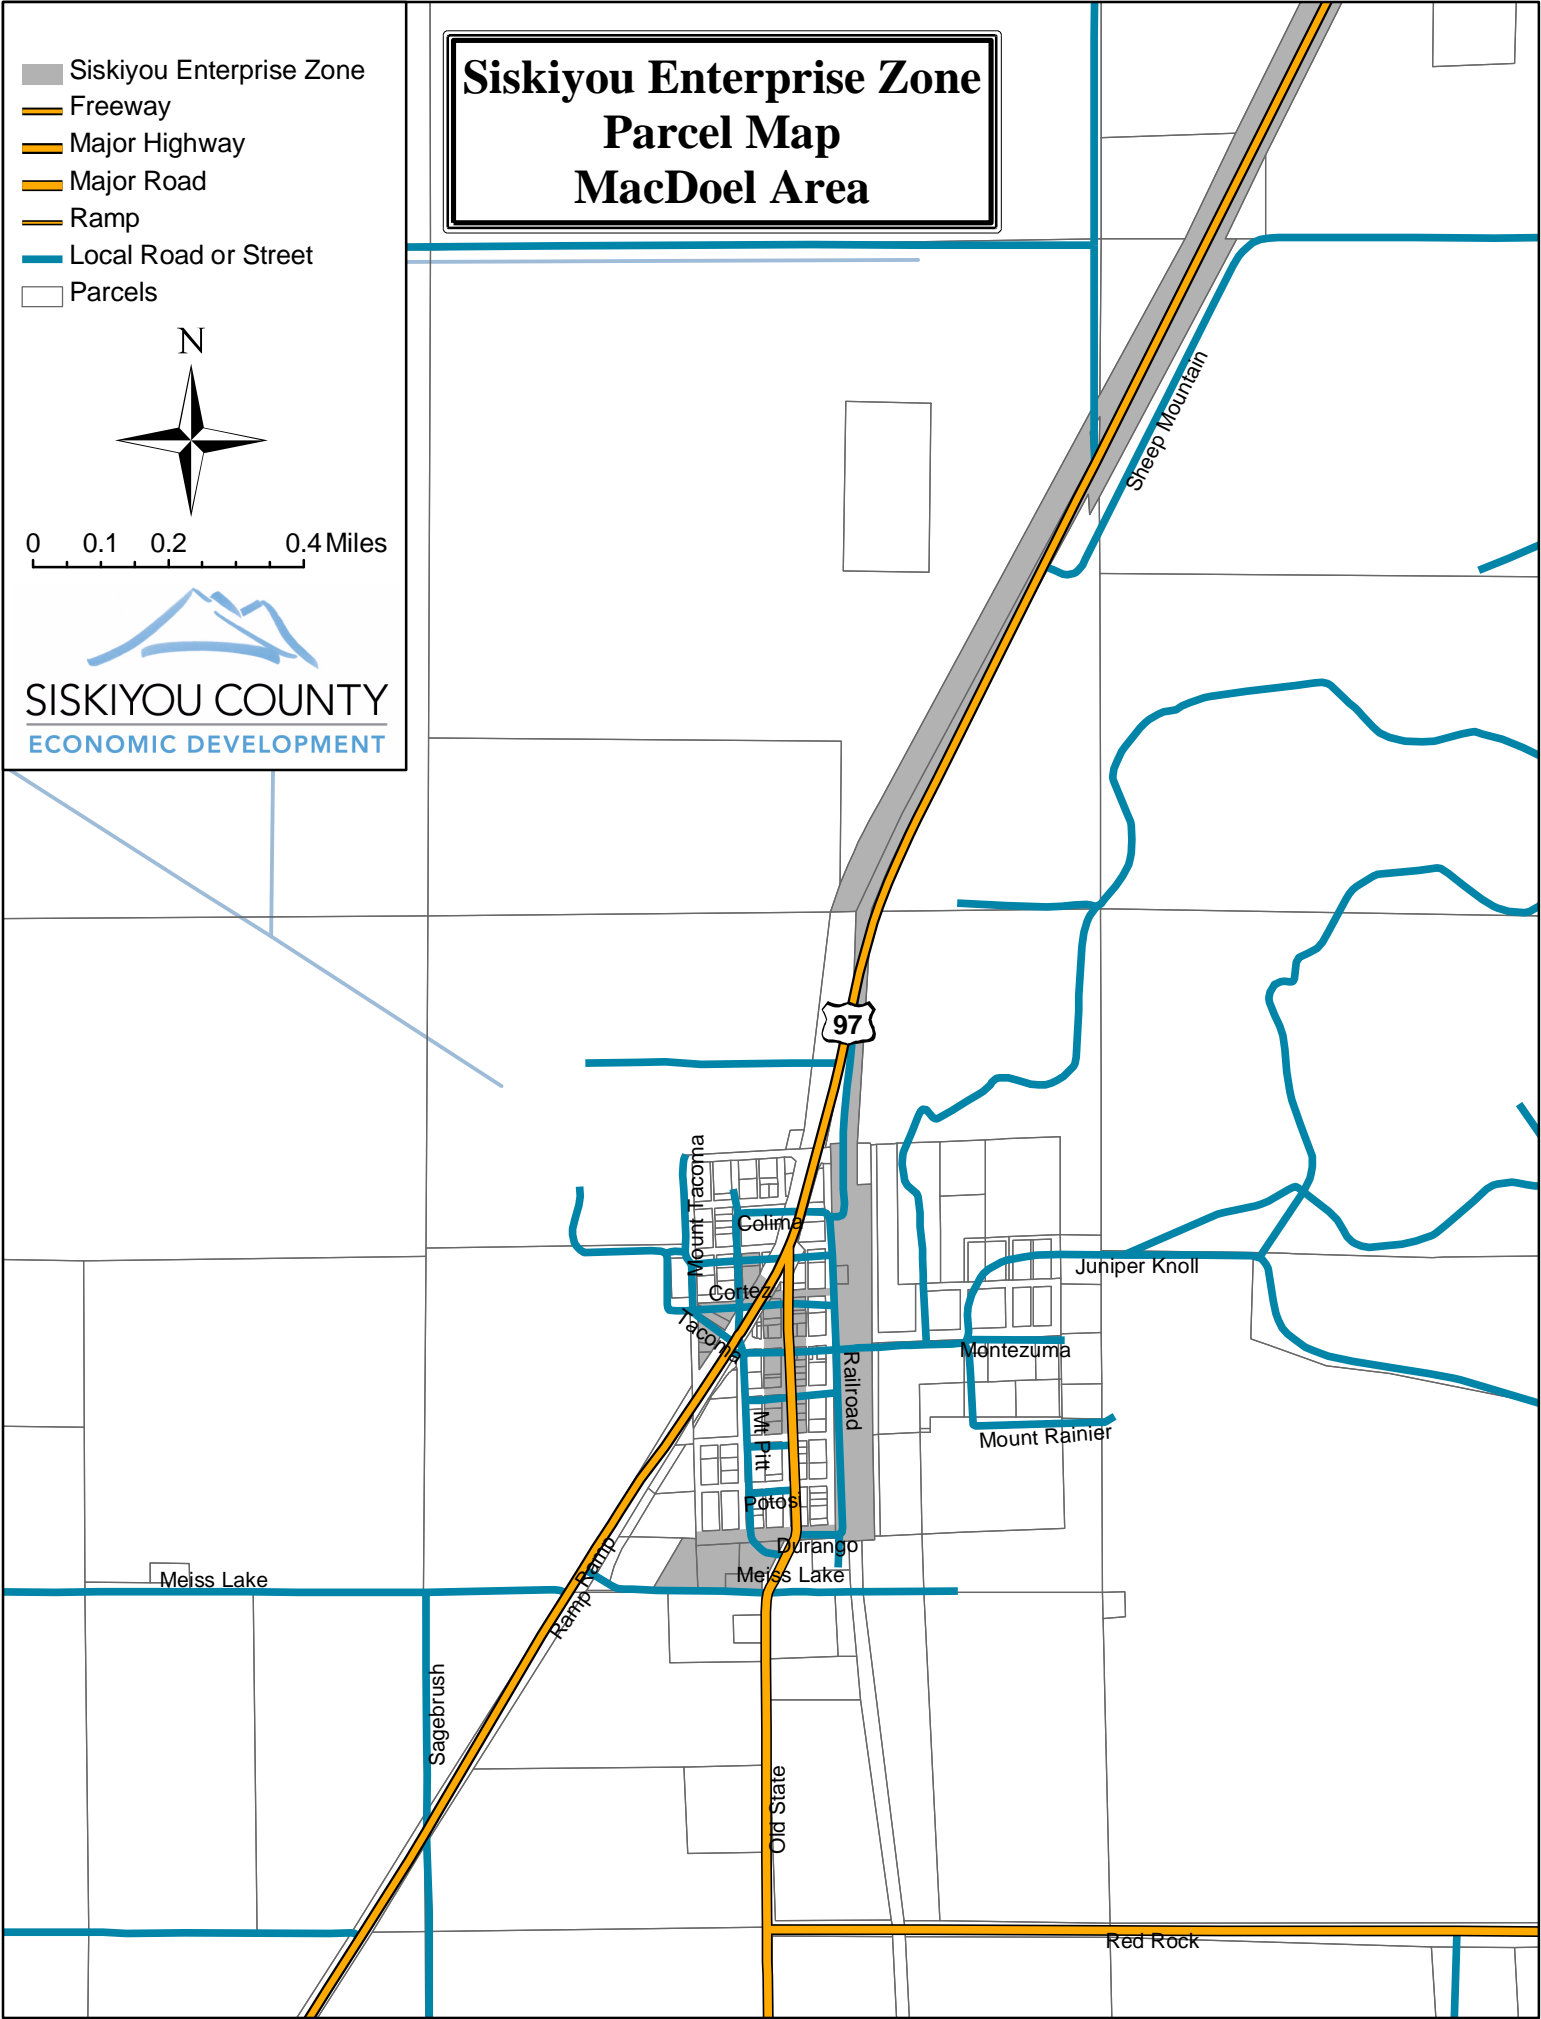 Siskiyou Enterprise Zone
Parcel Map
MacDoel Area
Siskiyou Enterprise Zone
Freeway
Major Highway
Major Road
Ramp
Local Road or Street
Parcels
N
0 0.1 0.2 0.4 Miles
SISKIYOU COUNTY
ECONOMIC DEVELOPMENT
Sheep Mountain
97
Mount Tacoma
Colima
Juniper Knoll
Cortez
Tacoma
Montezuma
Railroad
Mt Pitt
Mount Rainier
Potosi
Durango
Meiss Lake
Meiss Lake
Ramp Ramp
Sagebrush
Old State
Red Rock